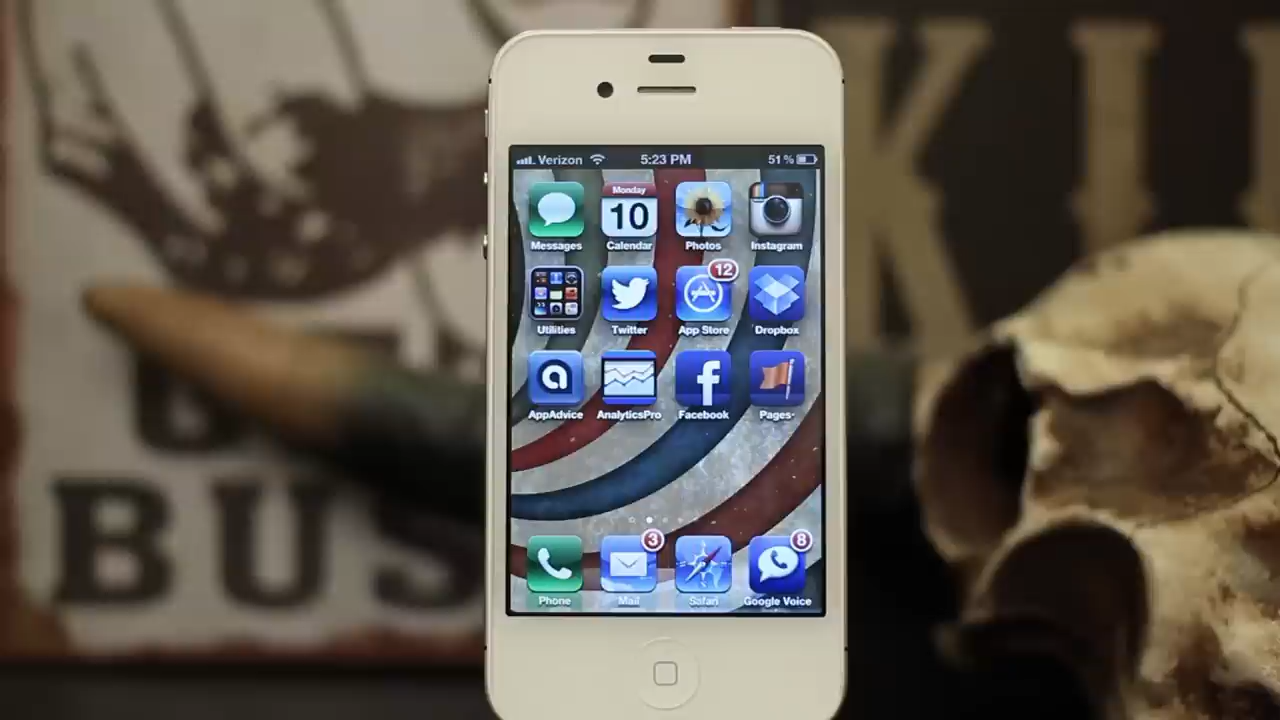 KI
BUS
Verizon 5:23 PM 51%
Monday
10
Messages Calendar Photos Instagram
12
Utilities Twitter App Store Dropbox
a f
AppAdvice AnalyticsPro Facebook Pages
3 8
Phone Mail Safari Google Voice